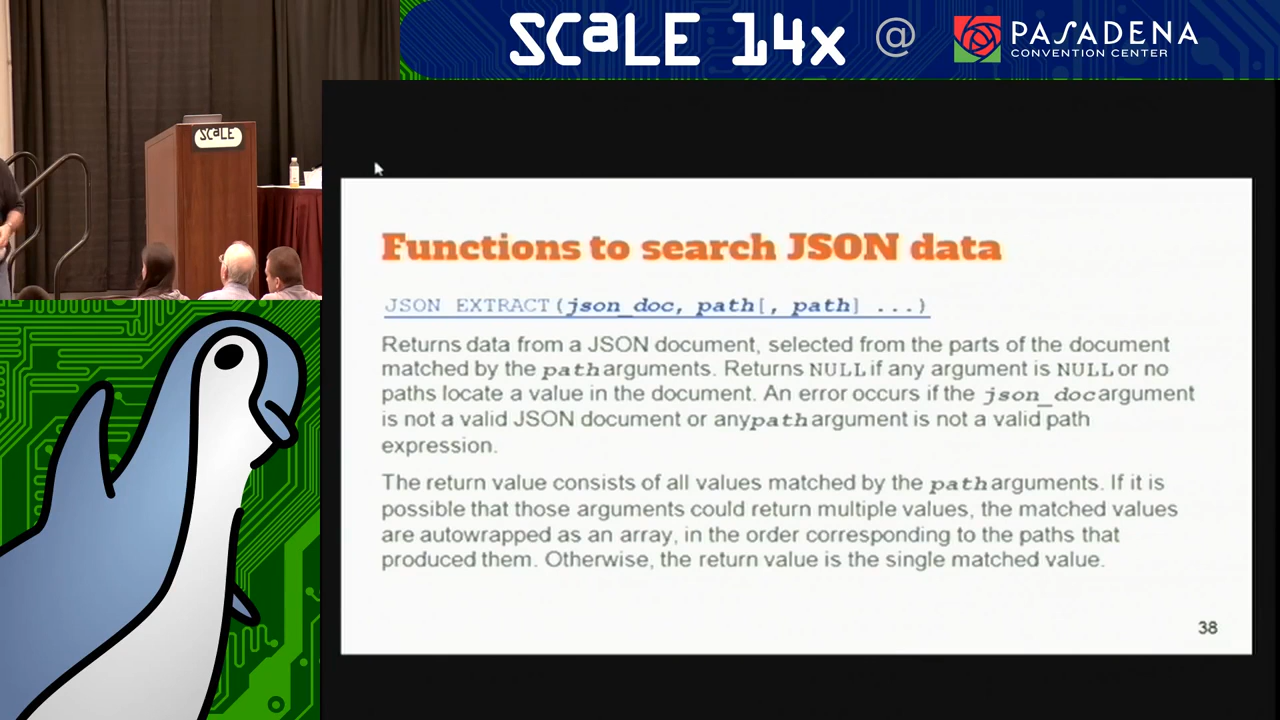 SCALE 14x @ PASADENA
CONVENTION CENTER
SCALE
Functions to search JSON data
JSON_EXTRACT(json_doc, path[, path] ...)
Returns data from a JSON document, selected from the parts of the document
matched by the path arguments. Returns NULL if any argument is NULL or no
paths locate a value in the document. An error occurs if the json_doc argument
is not a valid JSON document or any path argument is not a valid path
expression.
The return value consists of all values matched by the path arguments. If it is
possible that those arguments could return multiple values, the matched values
are autowrapped as an array, in the order corresponding to the paths that
produced them. Otherwise, the return value is the single matched value.
38